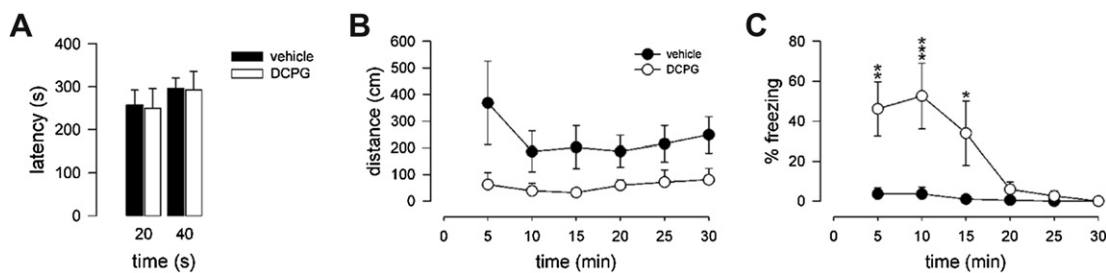 A
latency (s)
400
300
200
100
0
20
40
time (s)
vehicle
DCPG
B
distance (cm)
600
500
400
300
200
100
0
0
5
10
15
20
25
30
time (min)
vehicle
DCPG
C
% freezing
80
60
40
20
0
**
***
*
0
5
10
15
20
25
30
time (min)